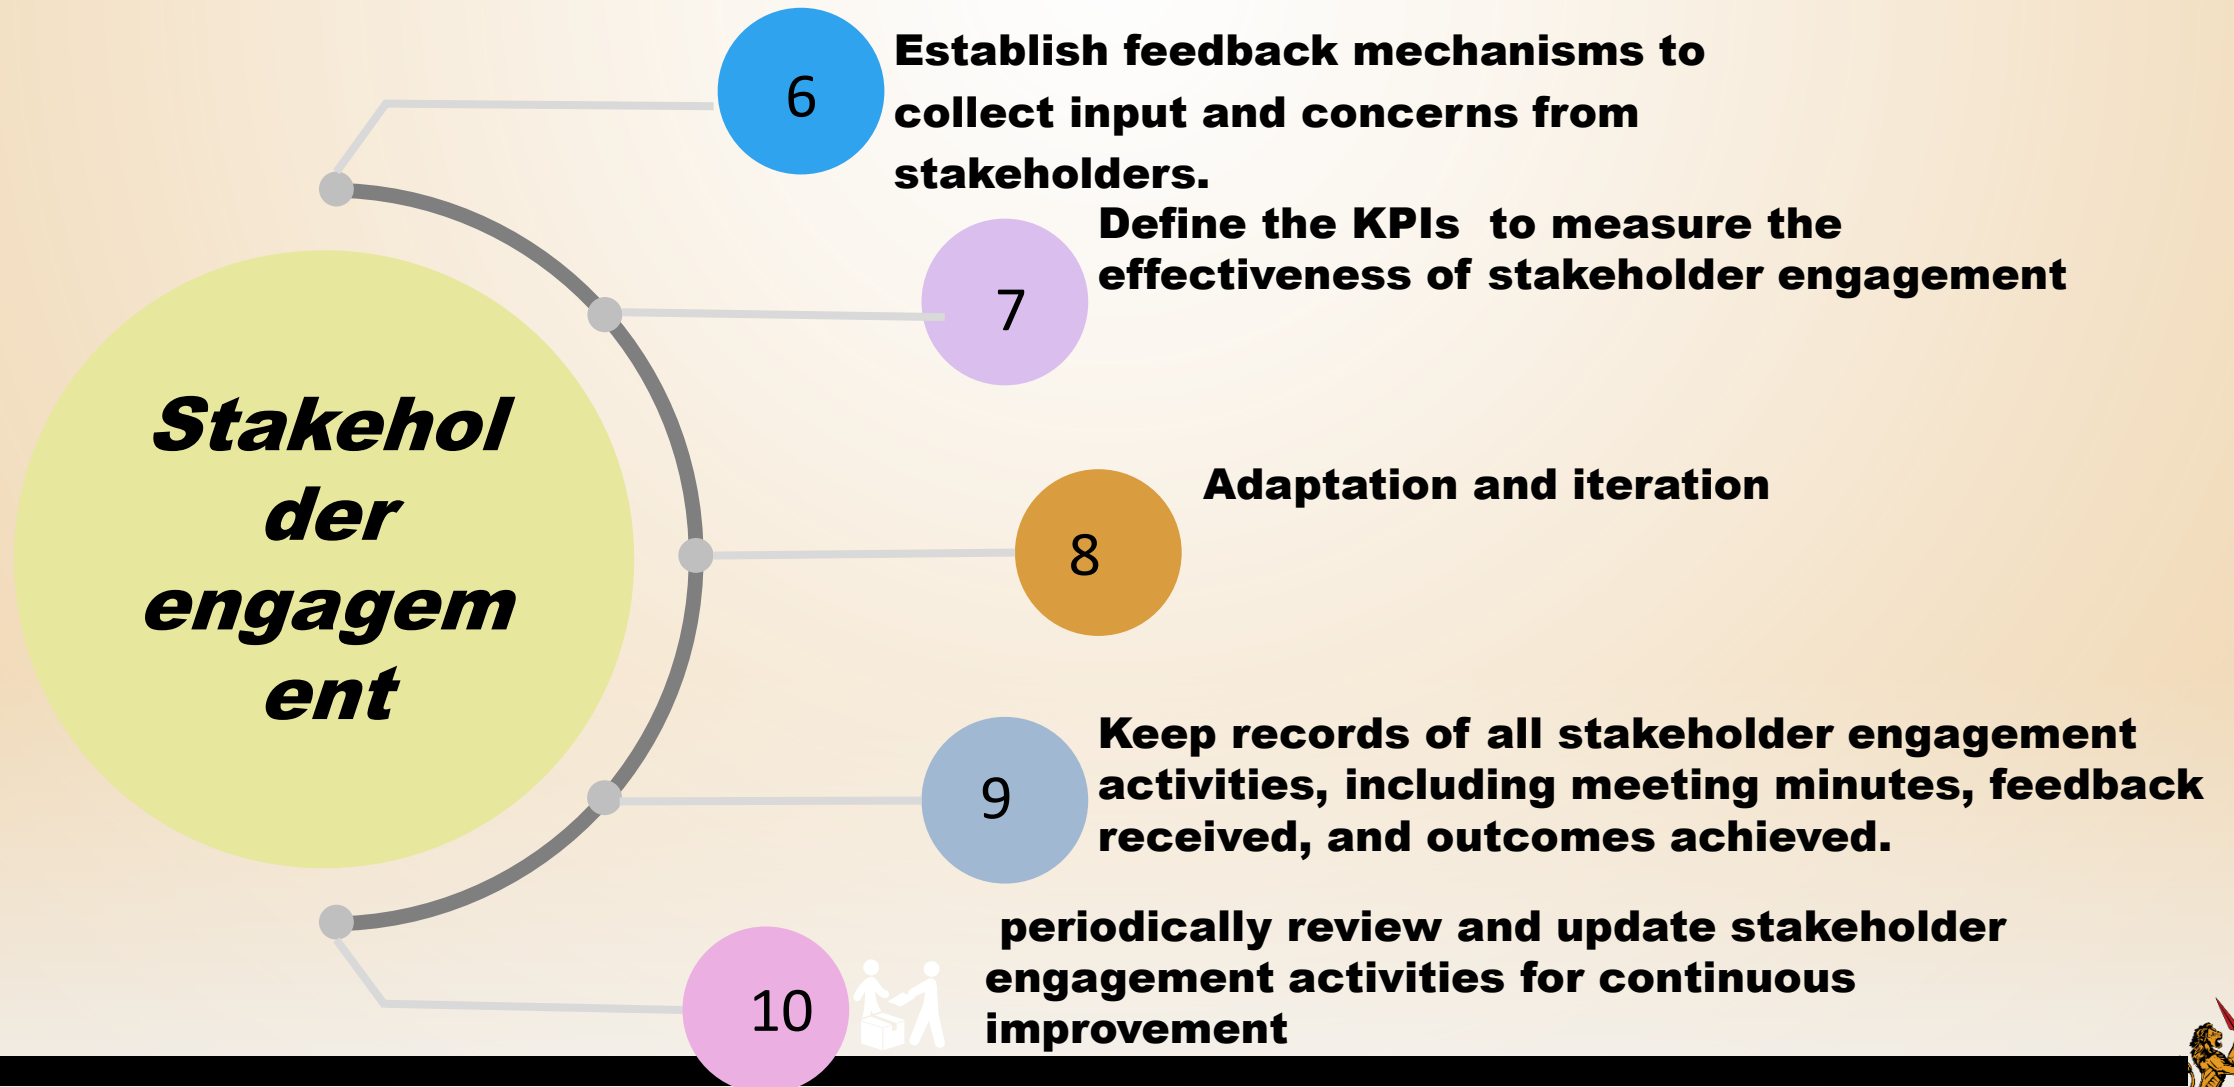 Stakehol
der
engagem
ent
6
Establish feedback mechanisms to
collect input and concerns from
stakeholders.
7
Define the KPIs  to measure the
effectiveness of stakeholder engagement
8
Adaptation and iteration
9
Keep records of all stakeholder engagement
activities, including meeting minutes, feedback
received, and outcomes achieved.
10
periodically review and update stakeholder
engagement activities for continuous
improvement